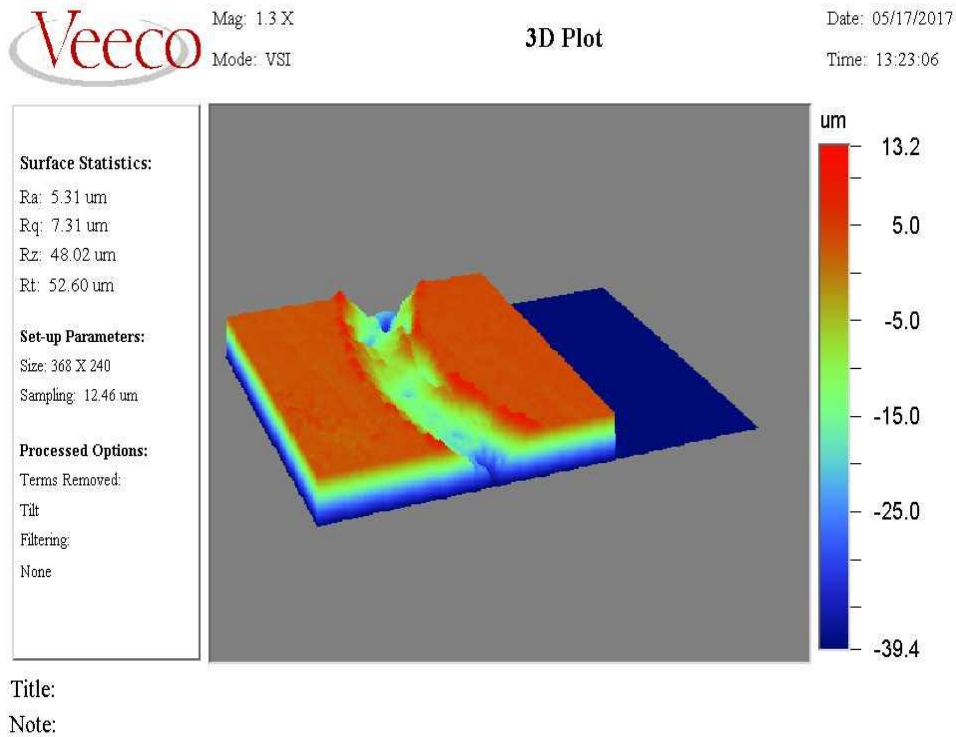 Veeco
Mag: 1.3 X
Mode: VSI
3D Plot
Date: 05/17/2017
Time: 13:23:06
Surface Statistics:
Ra: 5.31 um
Rq: 7.31 um
Rz: 48.02 um
Rt: 52.60 um
Set-up Parameters:
Size: 368 X 240
Sampling: 12.46 um
Processed Options:
Terms Removed:
Tilt
Filtering:
None
um
13.2
5.0
-5.0
-15.0
-25.0
-39.4
Title:
Note: